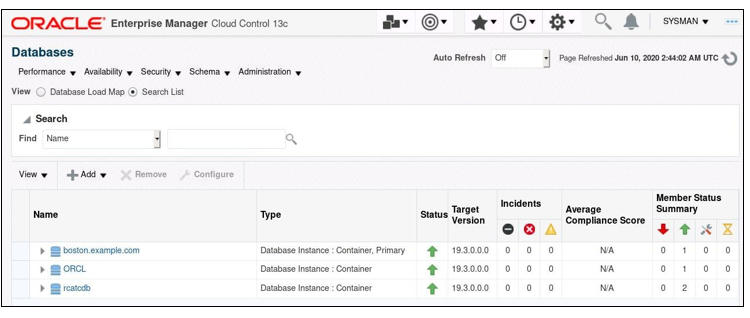 ORACLE Enterprise Manager Cloud Control 13c SYSMAN
Databases
Auto Refresh Off Page Refreshed Jun 10, 2020 2:44:02 AM UTC
Performance Availability Security Schema Administration
View Database Load Map Search List
Search
Find Name
View Add Remove Configure
Name Type Status Target Version Incidents Average Compliance Score Member Status Summary
boston.example.com Database Instance : Container, Primary 19.3.0.0.0 0 0 0 N/A 0 1 0 0
ORCL Database Instance : Container 19.3.0.0.0 0 0 0 N/A 0 1 0 0
rcatcdb Database Instance : Container 19.3.0.0.0 0 0 0 N/A 0 2 0 0